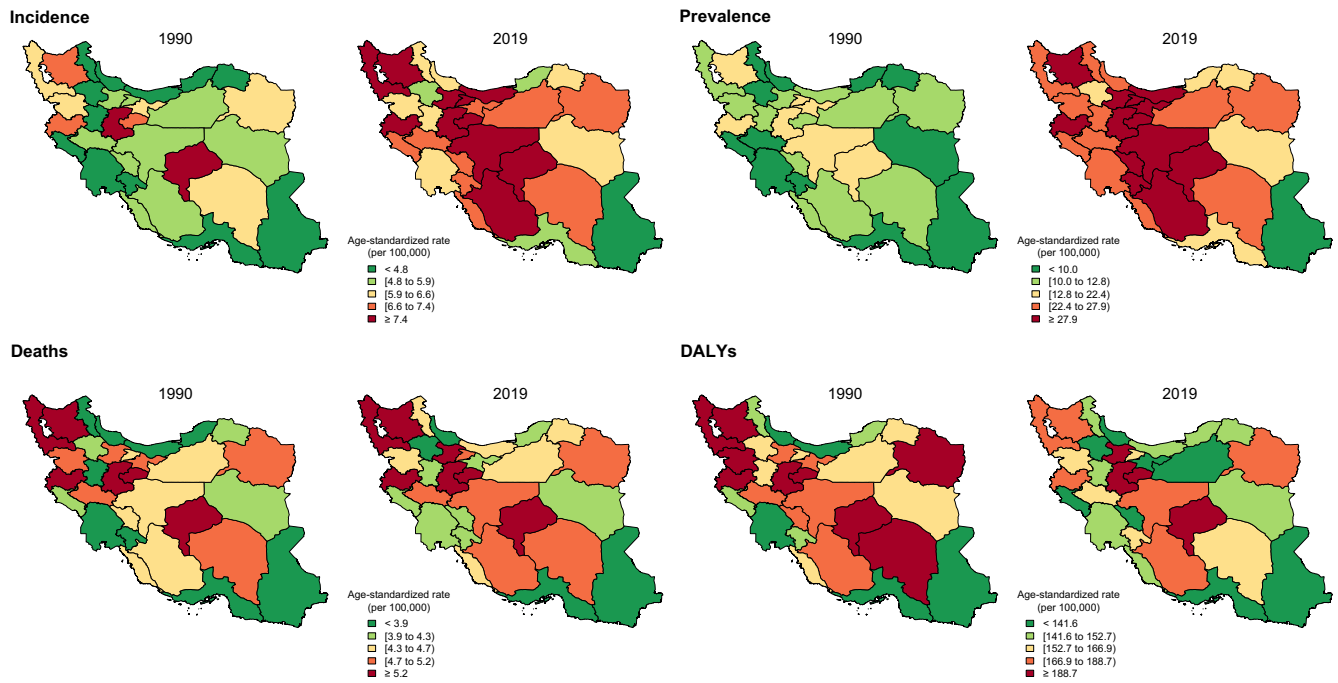 Incidence
1990
2019
Age-standardized rate
(per 100,000)
< 4.8
[4.8 to 5.9)
[5.9 to 6.6)
[6.6 to 7.4)
≥ 7.4
Prevalence
1990
2019
Age-standardized rate
(per 100,000)
< 10.0
[10.0 to 12.8)
[12.8 to 22.4)
[22.4 to 27.9)
≥ 27.9
Deaths
1990
2019
Age-standardized rate
(per 100,000)
< 3.9
[3.9 to 4.3)
[4.3 to 4.7)
[4.7 to 5.2)
≥ 5.2
DALYs
1990
2019
Age-standardized rate
(per 100,000)
< 141.6
[141.6 to 152.7)
[152.7 to 166.9)
[166.9 to 188.7)
≥ 188.7